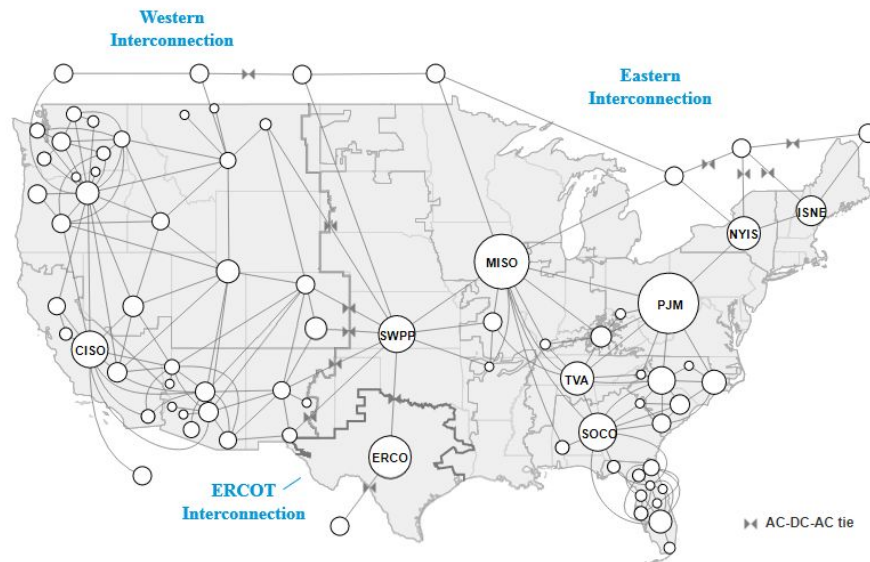 Western
Interconnection
Eastern
Interconnection
ISNE
NYIS
MISO
PJM
SWPP
CISO
TVA
SOCO
ERCO
ERCOT
Interconnection
AC-DC-AC tie